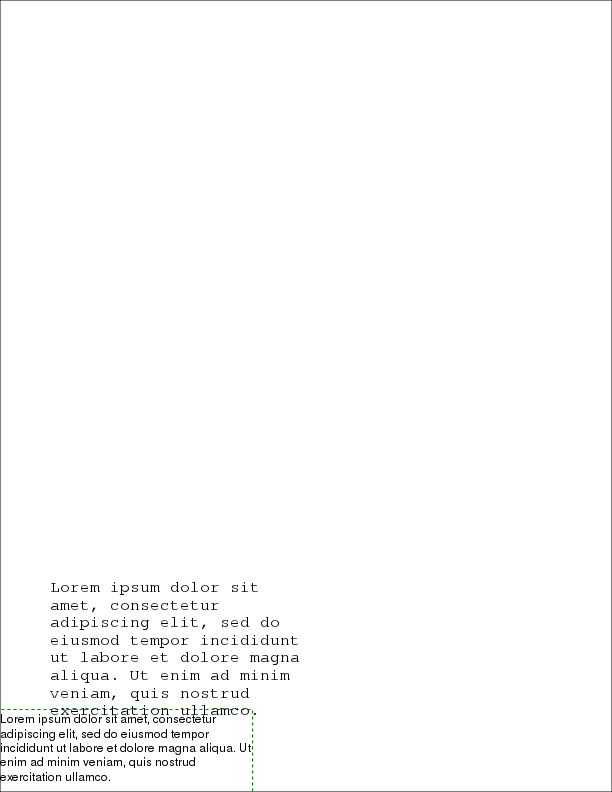 Lorem ipsum dolor sit
amet, consectetur
adipiscing elit, sed do
eiusmod tempor incididunt
ut labore et dolore magna
aliqua. Ut enim ad minim
veniam, quis nostrud
exercitation ullamco.
Lorem ipsum dolor sit amet, consectetur
adipiscing elit, sed do eiusmod tempor
incididunt ut labore et dolore magna aliqua. Ut
enim ad minim veniam, quis nostrud
exercitation ullamco.